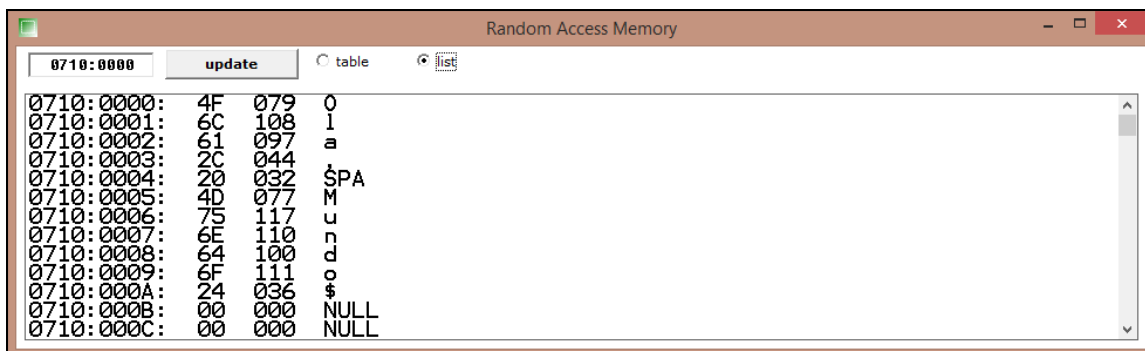 Random Access Memory
0710:0000 update table list
0710:0000: 4F 079 O
0710:0001: 6C 108 l
0710:0002: 61 097 a
0710:0003: 2C 044 ,
0710:0004: 20 032 SPA
0710:0005: 4D 077 M
0710:0006: 75 117 u
0710:0007: 6E 110 n
0710:0008: 64 100 d
0710:0009: 6F 111 o
0710:000A: 24 036 $
0710:000B: 00 000 NULL
0710:000C: 00 000 NULL